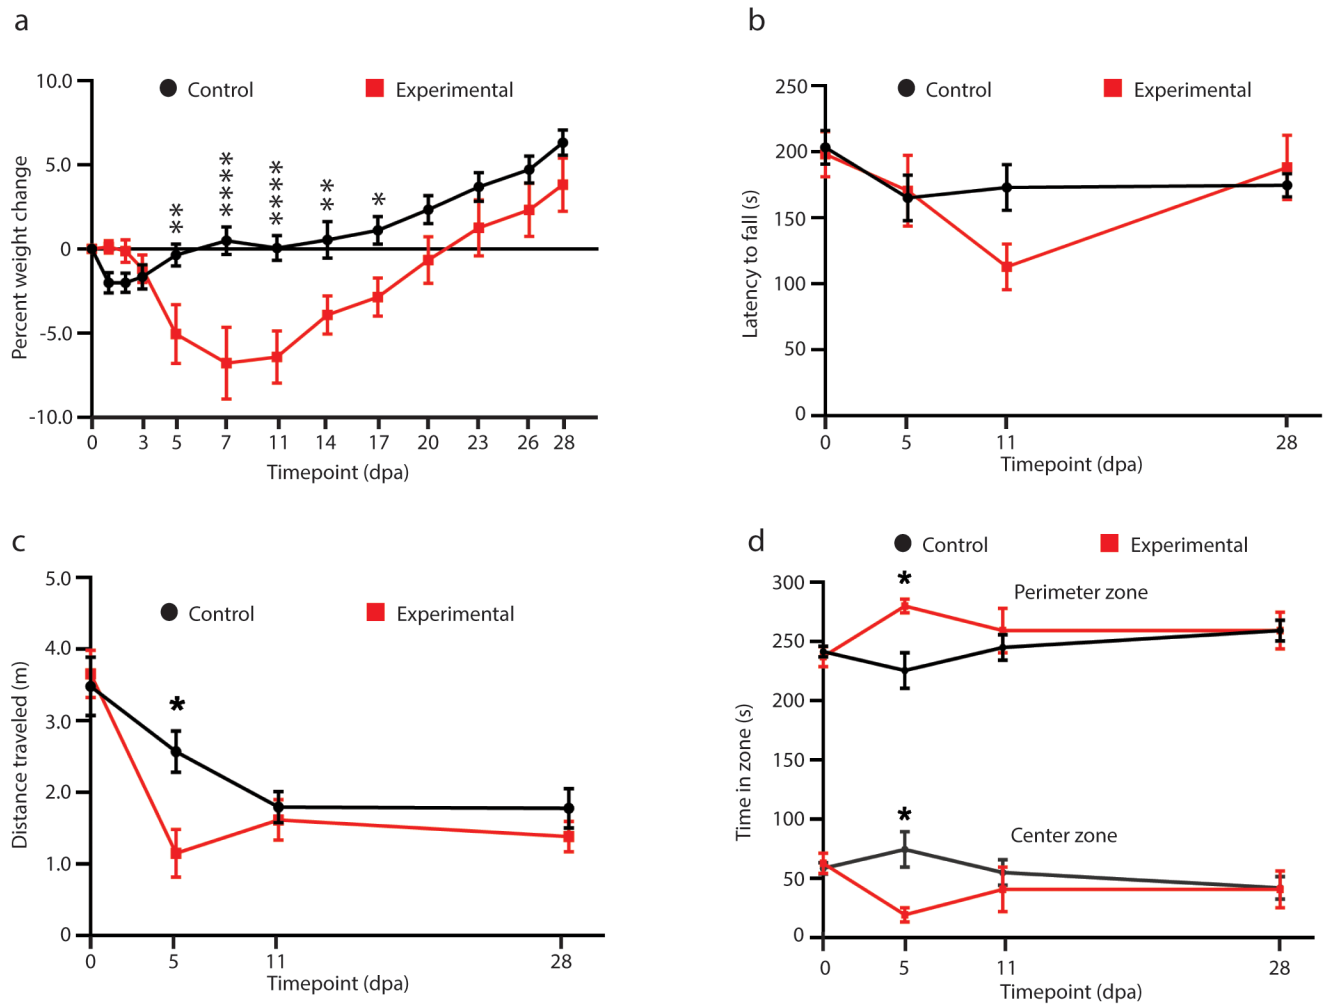 a
Control
Experimental
10.0
5.0
0
-5.0
-10.0
Percent weight change
**
*****
****
**
*
0 3 5 7 11 14 17 20 23 26 28
Timepoint (dpa)
b
Control
Experimental
250
200
150
100
50
0
Latency to fall (s)
0 5 11 28
Timepoint (dpa)
c
Control
Experimental
5.0
4.0
3.0
2.0
1.0
0
Distance traveled (m)
*
0 5 11 28
Timepoint (dpa)
d
Control
Experimental
300
250
200
150
100
50
0
Time in zone (s)
*
Perimeter zone
*
Center zone
0 5 11 28
Timepoint (dpa)